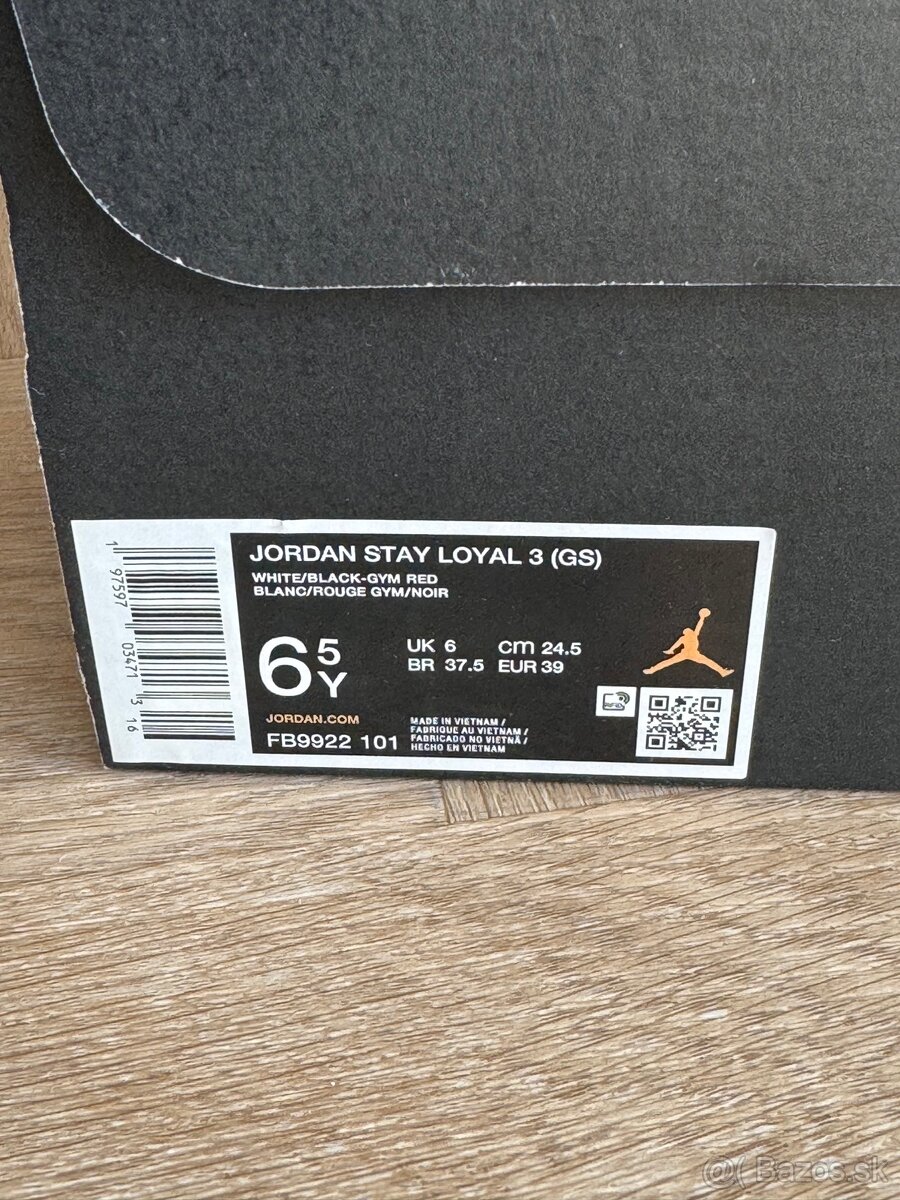 JORDAN STAY LOYAL 3 (GS)
WHITE/BLACK-GYM RED
BLANC/ROUGE GYM/NOIR
6 5 Y
UK 6 cm 24.5
BR 37.5 EUR 39
JORDAN.COM
FB9922 101
MADE IN VIETNAM /
FABRIQUE AU VIETNAM /
FABRICADO NO VIETNÃ /
HECHO EN VIETNAM
1 97597 03471 3 16
@( Bazos.sk